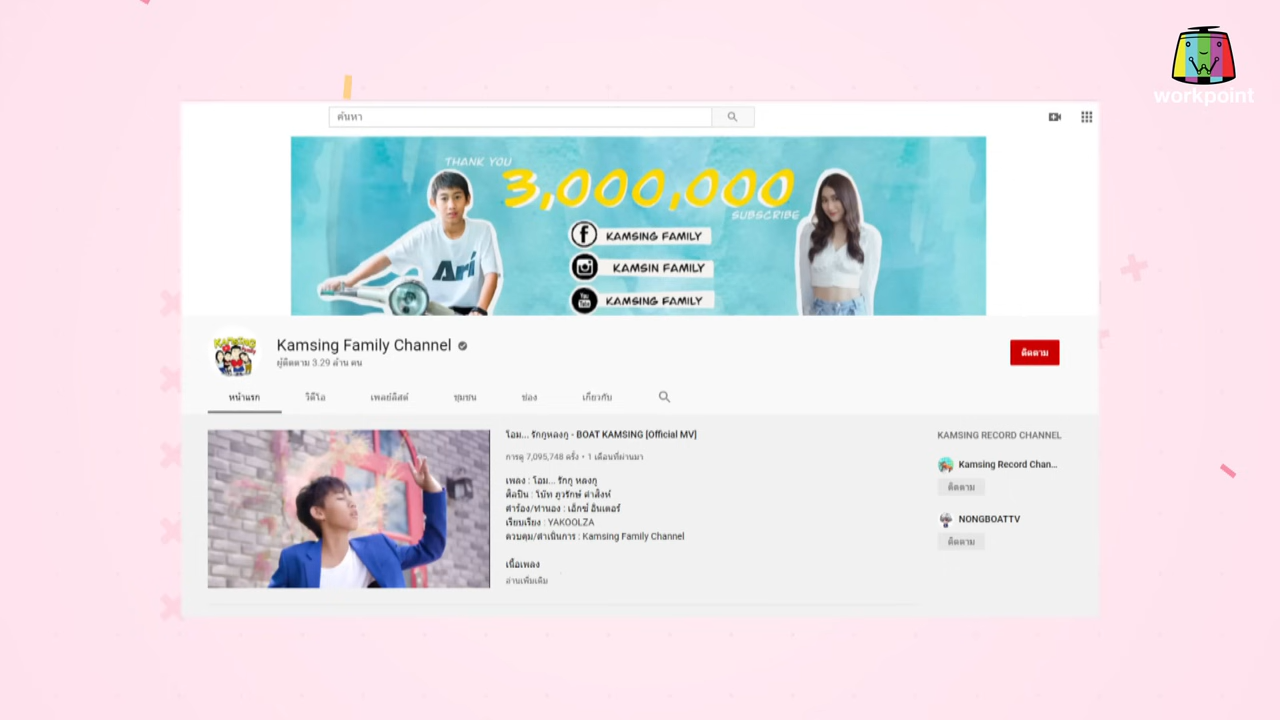 workpoint
ค้นหา
THANK YOU
3,000,000
SUBSCRIBE
KAMSING FAMILY
KAMSIN FAMILY
You Tube
KAMSING FAMILY
Ari
KAMSING family
Kamsing Family Channel
ผู้ติดตาม 3.29 ล้าน คน
ติดตาม
หน้าแรก วิดีโอ เพลย์ลิสต์ ชุมชน ช่อง เกี่ยวกับ
โอม... รักกูหลงกู - BOAT KAMSING [Official MV]
การดู 7,095,748 ครั้ง • 1 เดือนที่ผ่านมา
เพลง : โอม... รักกู หลงกู
ศิลปิน : โบ๊ท ภูวรักษ์ คำสิงห์
คำร้อง/ทำนอง : เอ็กซ์ อินเตอร์
เรียบเรียง : YAKOOLZA
ควบคุม/ดำเนินการ : Kamsing Family Channel
เนื้อเพลง
อ่านเพิ่มเติม
KAMSING RECORD CHANNEL
Kamsing Record Chan...
ติดตาม
NONGBOATTV
ติดตาม